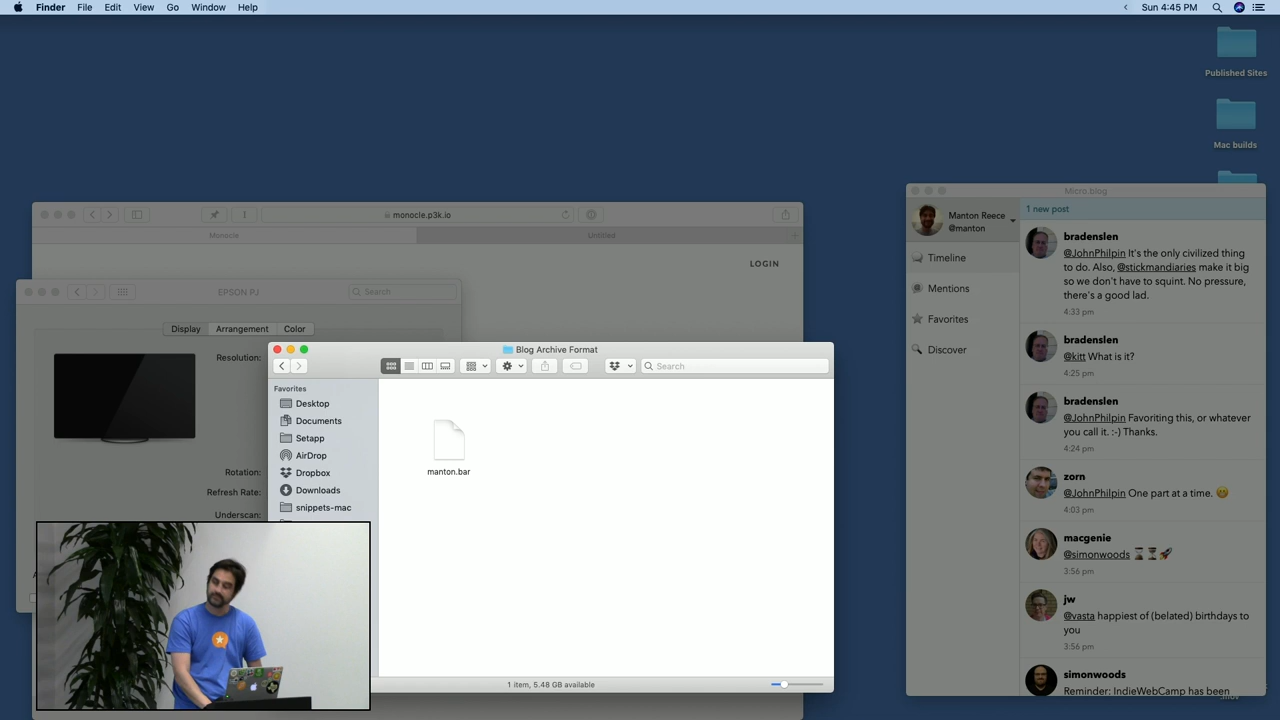 Finder File Edit View Go Window Help
Sun 4:45 PM
Published Sites
Mac builds
monocle.p3k.io
Monocle
Untitled
LOGIN
EPSON PJ
Search
Display
Arrangement
Color
Resolution:
Rotation:
Refresh Rate:
Underscan:
Blog Archive Format
Search
Favorites
Desktop
Documents
Setapp
AirDrop
Dropbox
Downloads
snippets-mac
manton.bar
1 item, 5.48 GB available
Micro.blog
Manton Reece
@manton
Timeline
Mentions
Favorites
Discover
1 new post
bradenslen
@JohnPhilpin It's the only civilized thing
to do. Also, @stickmandiaries make it big
so we don't have to squint. No pressure,
there's a good lad.
4:33 pm
bradenslen
@kitt What is it?
4:25 pm
bradenslen
@JohnPhilpin Favoriting this, or whatever
you call it. :-) Thanks.
4:24 pm
zorn
@JohnPhilpin One part at a time. 😁
4:03 pm
macgenie
@simonwoods ⌛⏳🚀
3:56 pm
jw
@vasta happiest of (belated) birthdays to
you
3:56 pm
simonwoods
Reminder: IndieWebCamp has been
.mov